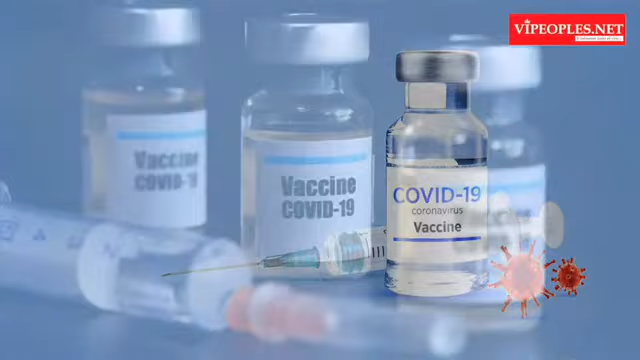 VIPEOPLES.NET
Vaccine
COVID-19
Vaccine
COVID-19
COVID-19
coronavirus
Vaccine